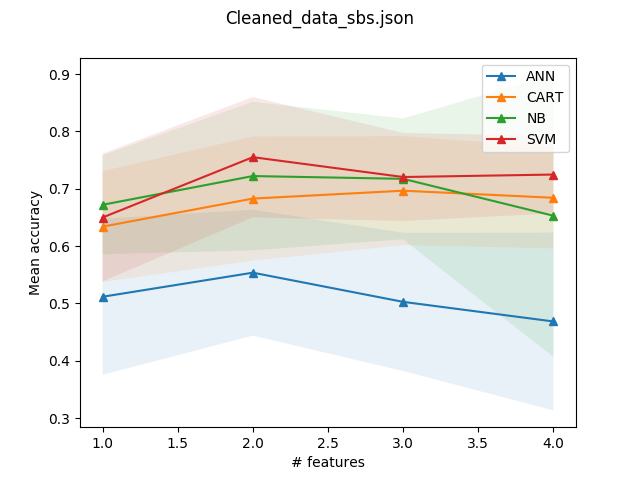 Cleaned_data_sbs.json
ANN
CART
NB
SVM
Mean accuracy
0.9
0.8
0.7
0.6
0.5
0.4
0.3
1.0 1.5 2.0 2.5 3.0 3.5 4.0
# features